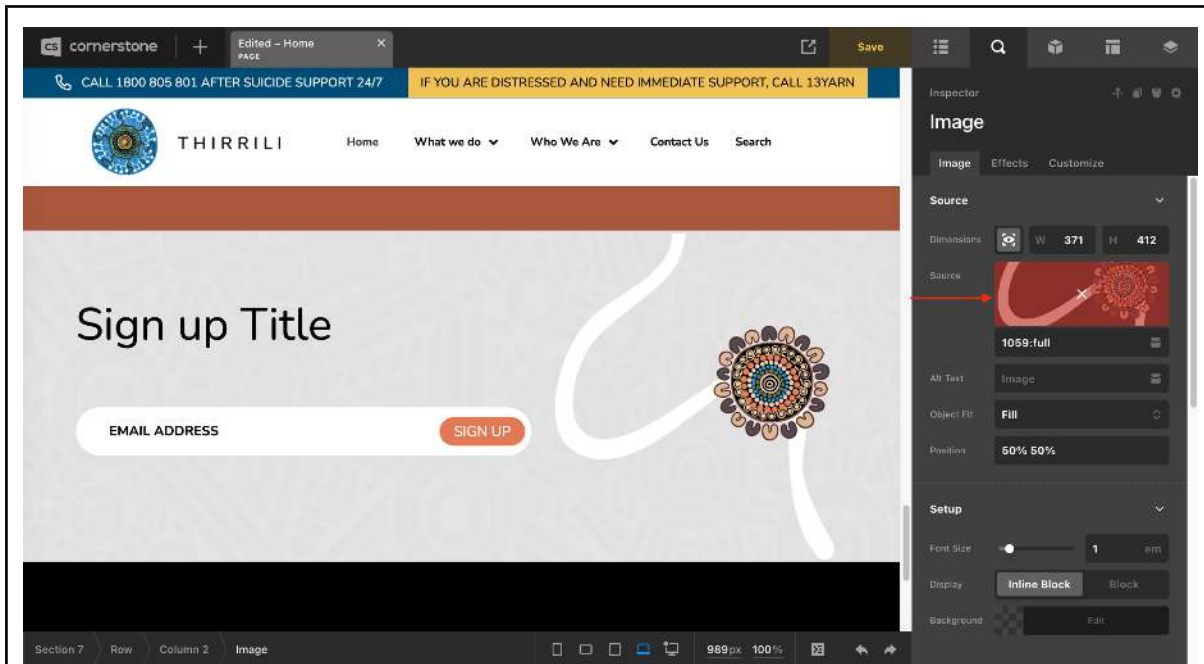 cs cornerstone
Edited – Home
PAGE
Save
CALL 1800 805 801 AFTER SUICIDE SUPPORT 24/7
IF YOU ARE DISTRESSED AND NEED IMMEDIATE SUPPORT, CALL 13YARN
THIRRILI
Home
What we do
Who We Are
Contact Us
Search
Sign up Title
EMAIL ADDRESS
SIGN UP
Inspector
Image
Image
Effects
Customize
Source
Dimensions
W 371
H 412
Source
1059:full
Alt Text
Image
Object Fit
Fill
Position
50% 50%
Setup
Font Size
1
em
Display
Inline Block
Block
Background
Edit
Section 7
Row
Column 2
Image
989px 100%